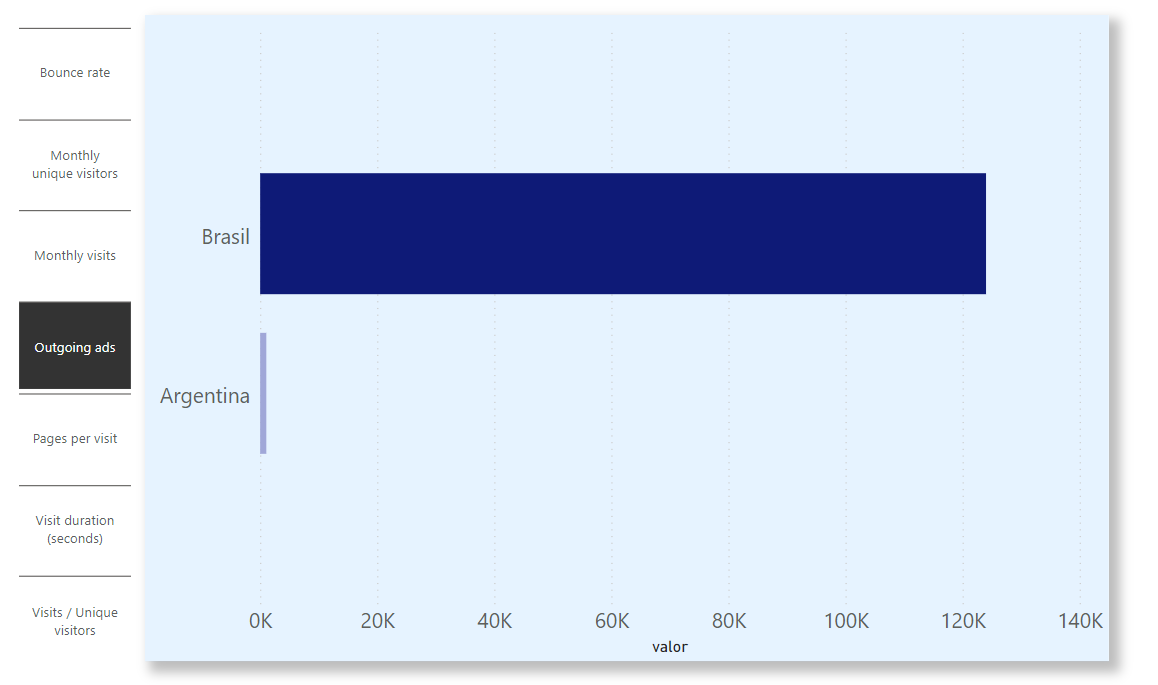 Bounce rate
Monthly
unique visitors
Monthly visits
Outgoing ads
Pages per visit
Visit duration
(seconds)
Visits / Unique
visitors
Brasil
Argentina
0K 20K 40K 60K 80K 100K 120K 140K
valor